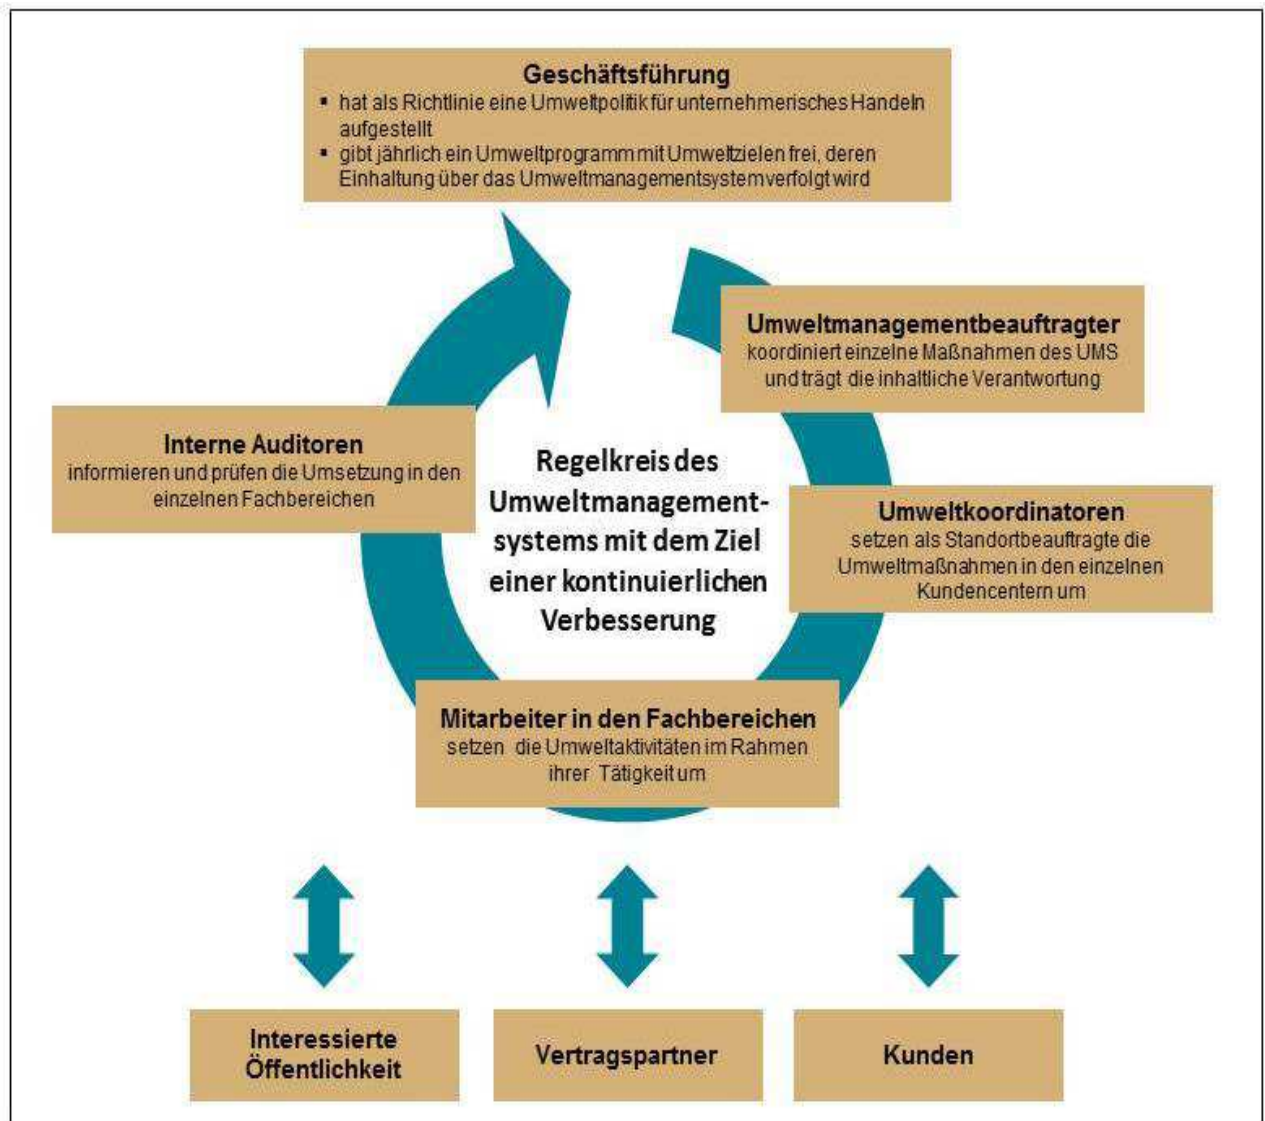 Geschäftsführung
▪ hat als Richtlinie eine Umweltpolitik für unternehmerisches Handeln
aufgestellt
▪ gibt jährlich ein Umweltprogramm mit Umweltzielen frei, deren
Einhaltung über das Umweltmanagementsystem verfolgt wird
Umweltmanagementbeauftragter
koordiniert einzelne Maßnahmen des UMS
und trägt die inhaltliche Verantwortung
Umweltkoordinatoren
setzen als Standortbeauftragte die
Umweltmaßnahmen in den einzelnen
Kundencentern um
Mitarbeiter in den Fachbereichen
setzen die Umweltaktivitäten im Rahmen
ihrer Tätigkeit um
Interne Auditoren
informieren und prüfen die Umsetzung in den
einzelnen Fachbereichen
Regelkreis des
Umweltmanagement-
systems mit dem Ziel
einer kontinuierlichen
Verbesserung
Interessierte
Öffentlichkeit
Vertragspartner
Kunden